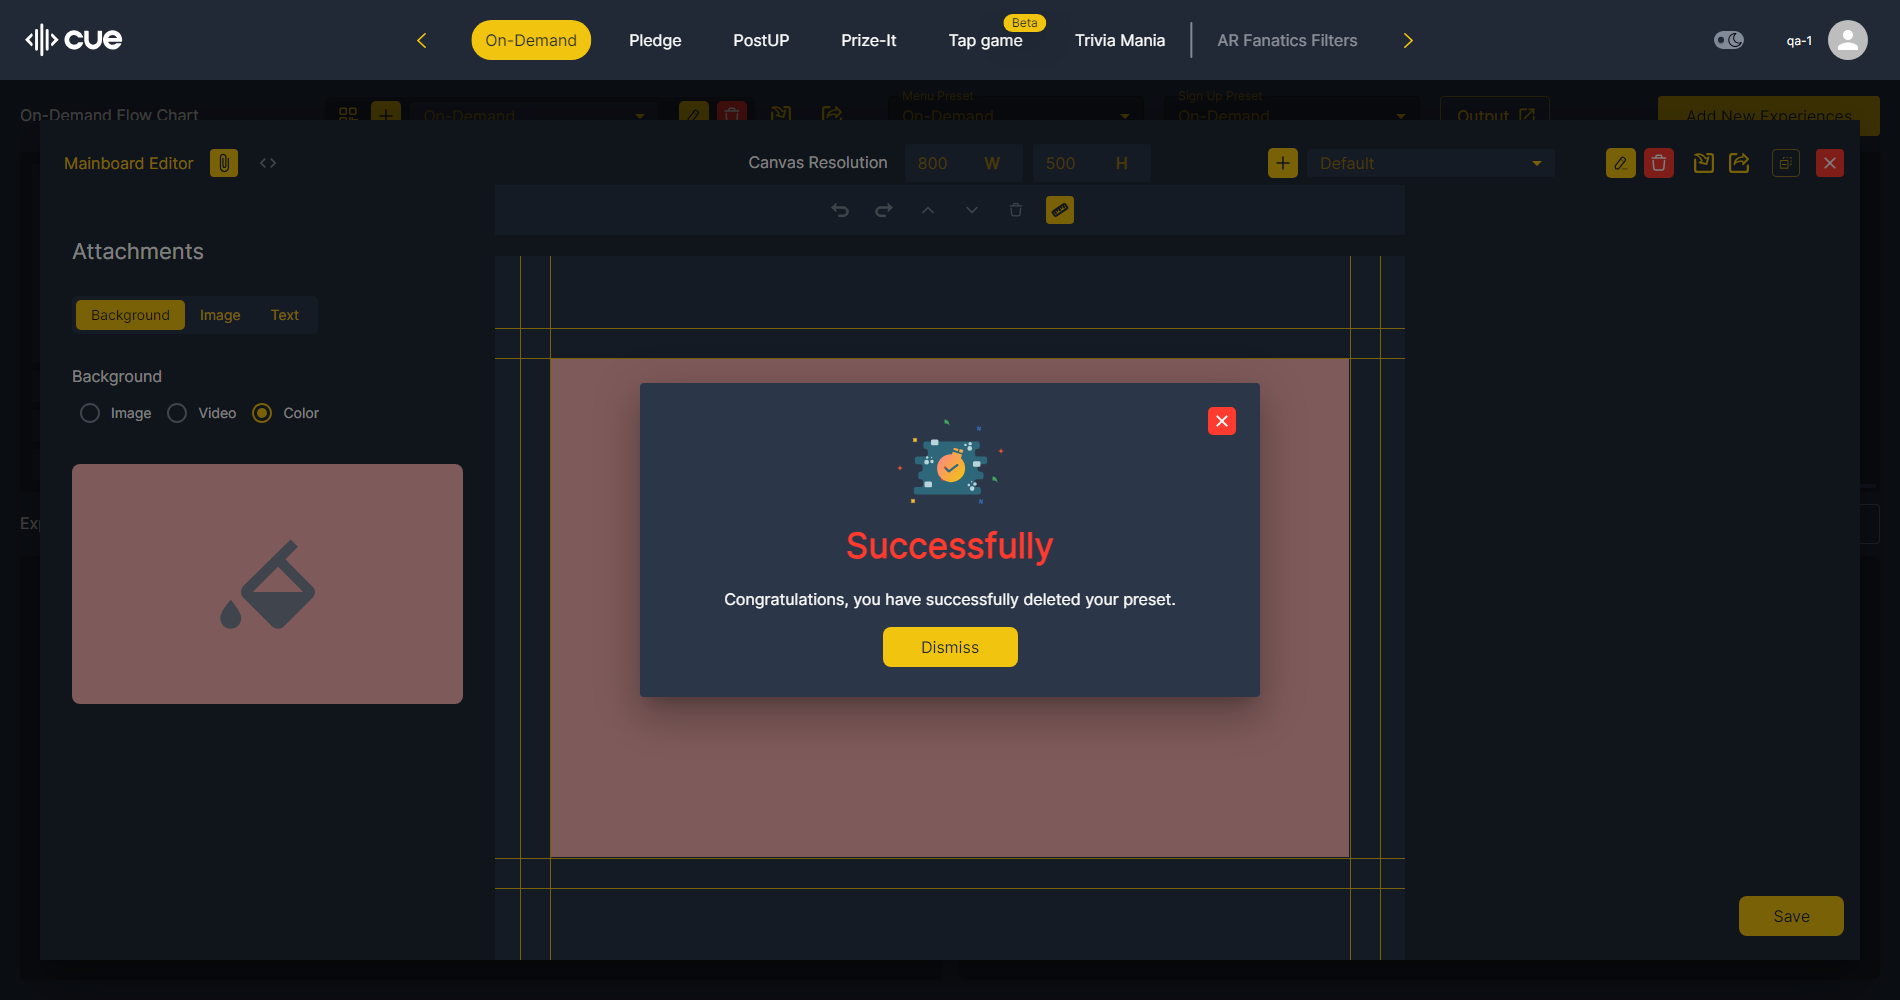 cue
On-Demand
Pledge
PostUP
Prize-It
Tap game
Beta
Trivia Mania
AR Fanatics Filters
qa-1
On-Demand Flow Chart
On-Demand
Menu Preset
On-Demand
Sign Up Preset
On-Demand
Output
Add New Experiences
Mainboard Editor
Canvas Resolution
800 W
500 H
Default
Attachments
Background Image Text
Background
Image Video Color
Successfully
Congratulations, you have successfully deleted your preset.
Dismiss
Save